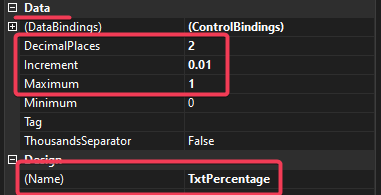 Data
(DataBindings) (ControlBindings)
DecimalPlaces 2
Increment 0.01
Maximum 1
Minimum 0
Tag
ThousandsSeparator False
Design
(Name) TxtPercentage